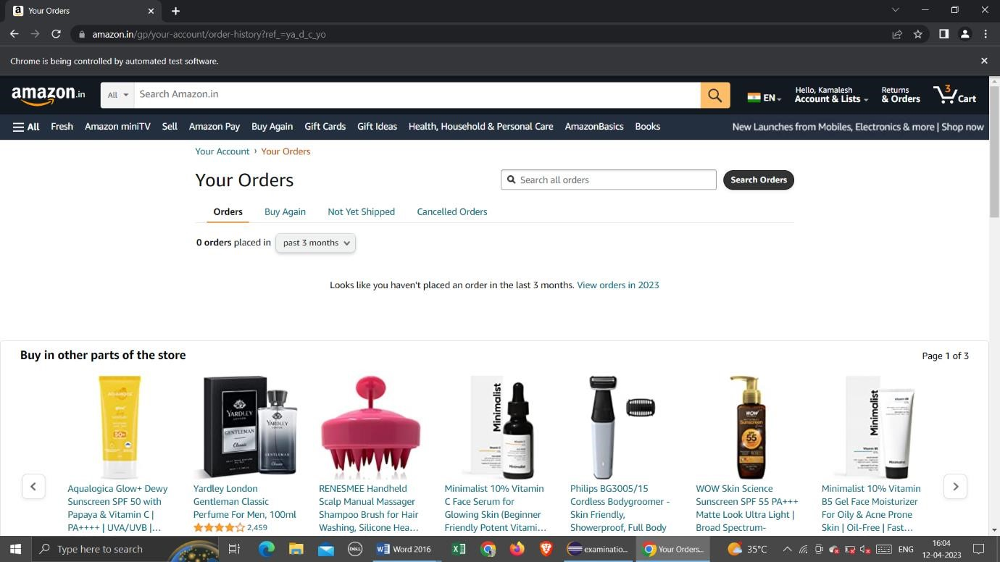 Your Orders
amazon.in/gp/your-account/order-history?ref_=ya_d_c_yo
Chrome is being controlled by automated test software.
amazon.in
All
Search Amazon.in
EN
Hello, Kamalesh
Account & Lists
Returns
& Orders
3
Cart
All Fresh Amazon miniTV Sell Amazon Pay Buy Again Gift Cards Gift Ideas Health, Household & Personal Care AmazonBasics Books
New Launches from Mobiles, Electronics & more | Shop now
Your Account › Your Orders
Your Orders
Search all orders
Search Orders
Orders Buy Again Not Yet Shipped Cancelled Orders
0 orders placed in past 3 months
Looks like you haven't placed an order in the last 3 months. View orders in 2023
Buy in other parts of the store
Page 1 of 3
YARDLEY
GENTLEMAN
Classic
YARDLEY
GENTLEMAN
Minimalist
WOW
Sunscreen
55
Minimalist
Aqualogica Glow+ Dewy
Sunscreen SPF 50 with
Papaya & Vitamin C |
PA++++ | UVA/UVB |...
Yardley London
Gentleman Classic
Perfume For Men, 100ml
2,459
RENESMEE Handheld
Scalp Manual Massager
Shampoo Brush for Hair
Washing, Silicone Hea...
Minimalist 10% Vitamin
C Face Serum for
Glowing Skin (Beginner
Friendly Potent Vitami...
Philips BG3005/15
Cordless Bodygroomer -
Skin Friendly,
Showerproof, Full Body
WOW Skin Science
Sunscreen SPF 55 PA+++
Matte Look Ultra Light |
Broad Spectrum-
Minimalist 10% Vitamin
B5 Gel Face Moisturizer
For Oily & Acne Prone
Skin | Oil-Free | Fast...
Type here to search
DELL
Word 2016
examinatio...
Your Orders...
35°C
ENG
16:04
12-04-2023